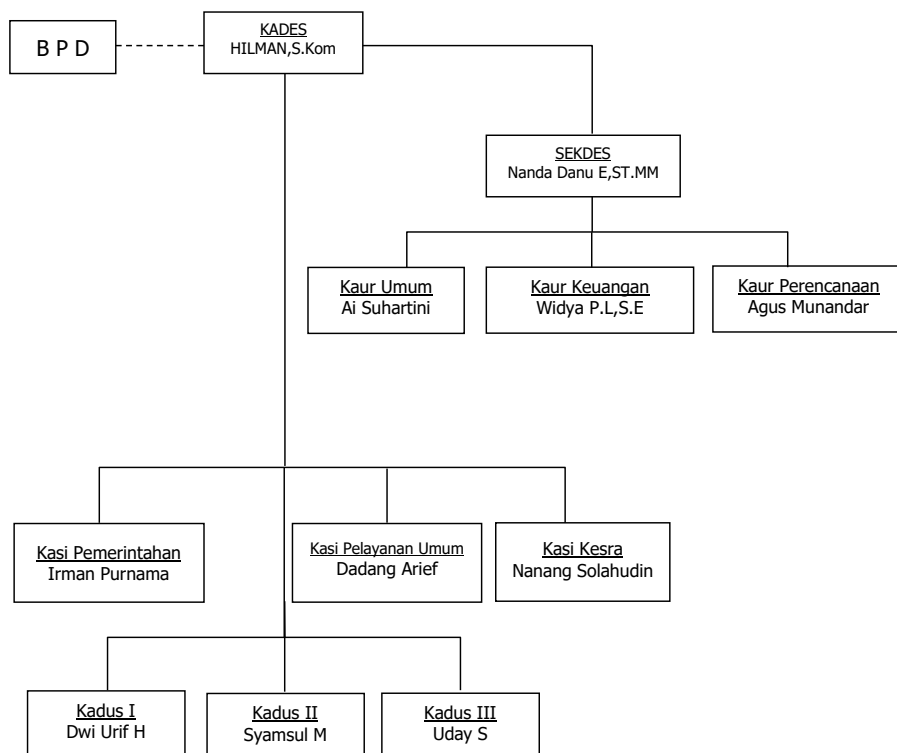 B P D
KADES
HILMAN,S.Kom
SEKDES
Nanda Danu E,ST.MM
Kaur Umum
Ai Suhartini
Kaur Keuangan
Widya P.L,S.E
Kaur Perencanaan
Agus Munandar
Kasi Pemerintahan
Irman Purnama
Kasi Pelayanan Umum
Dadang Arief
Kasi Kesra
Nanang Solahudin
Kadus I
Dwi Urif H
Kadus II
Syamsul M
Kadus III
Uday S